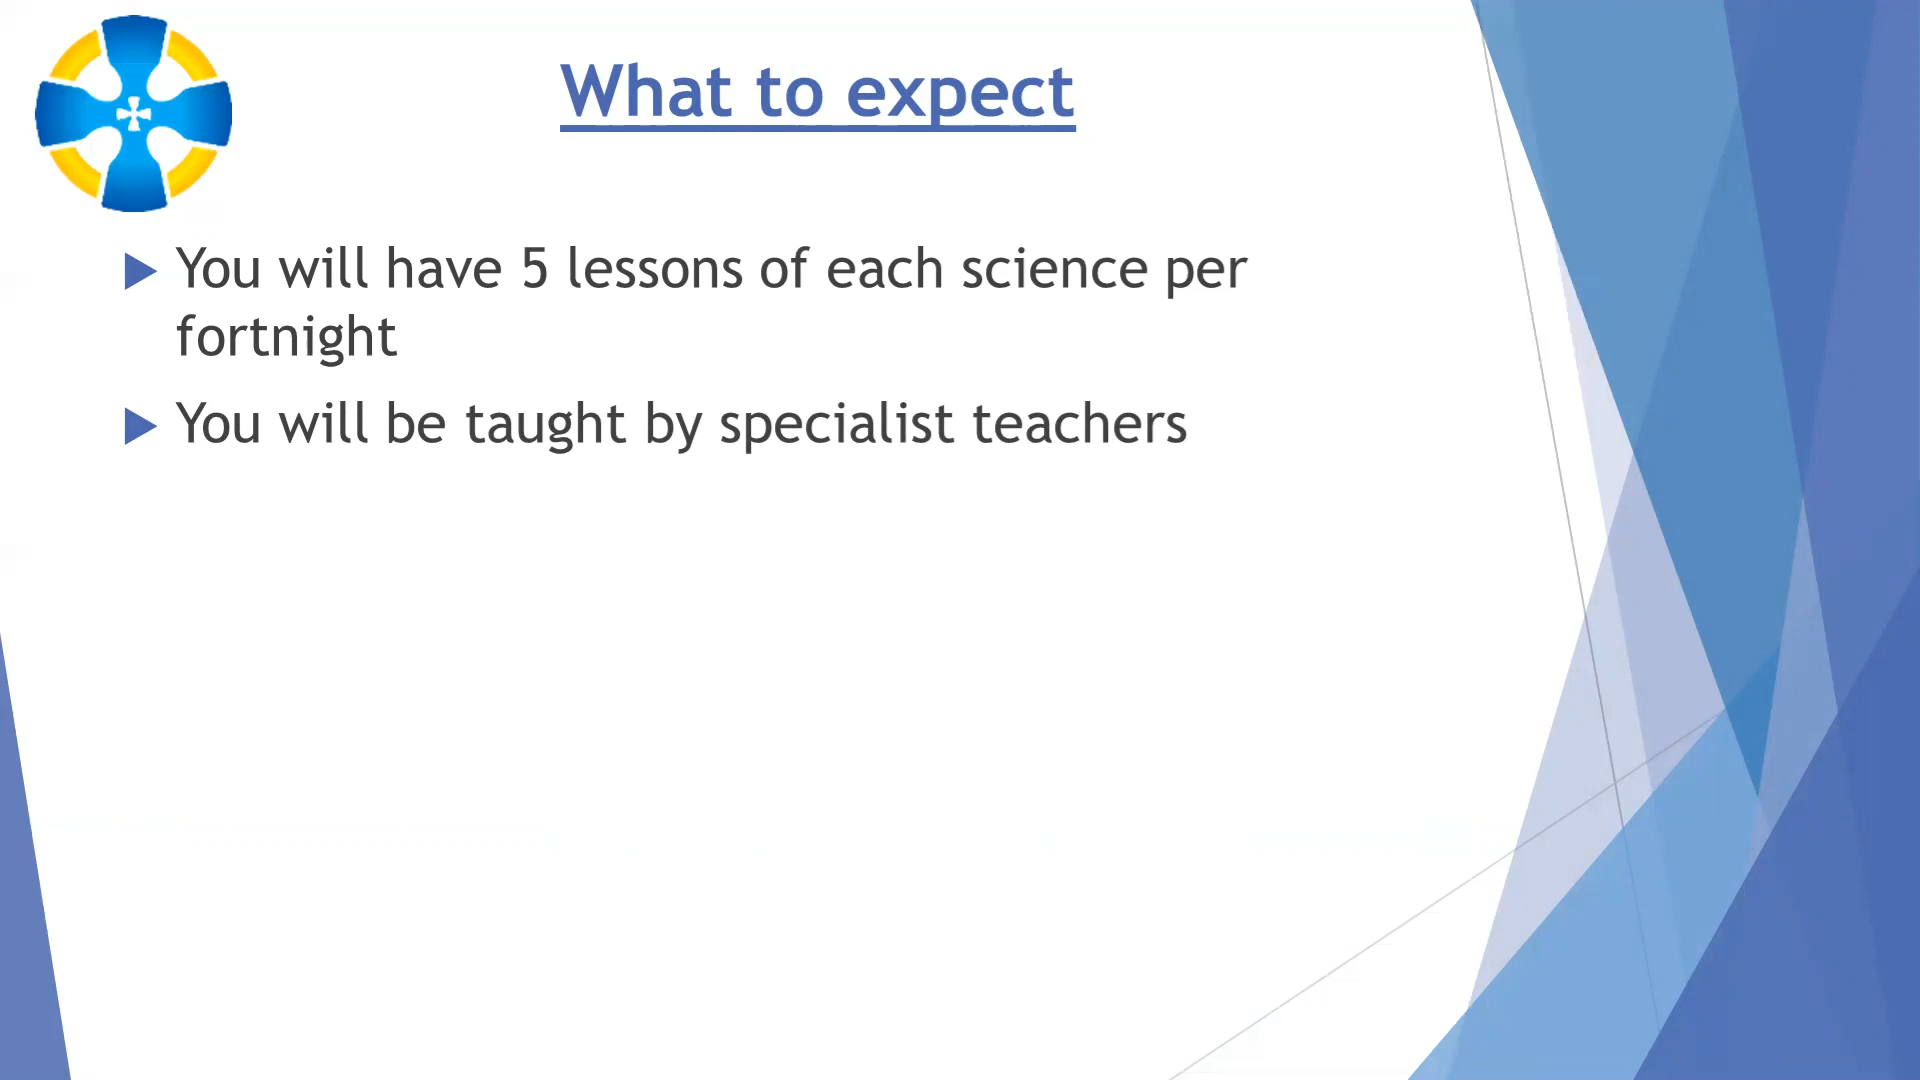 What to expect
You will have 5 lessons of each science per
fortnight
You will be taught by specialist teachers